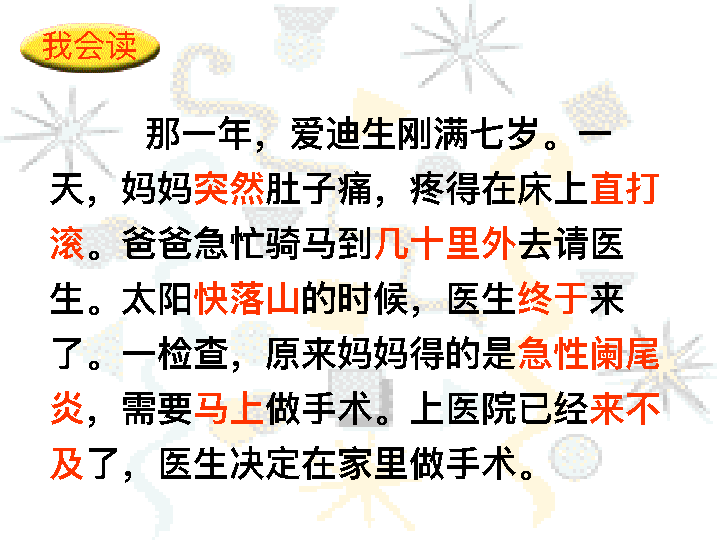 我会读
那一年，爱迪生刚满七岁。一
天，妈妈突然肚子痛，疼得在床上直打
滚。爸爸急忙骑马到几十里外去请医
生。太阳快落山的时候，医生终于来
了。一检查，原来妈妈得的是急性阑尾
炎，需要马上做手术。上医院已经来不
及了，医生决定在家里做手术。